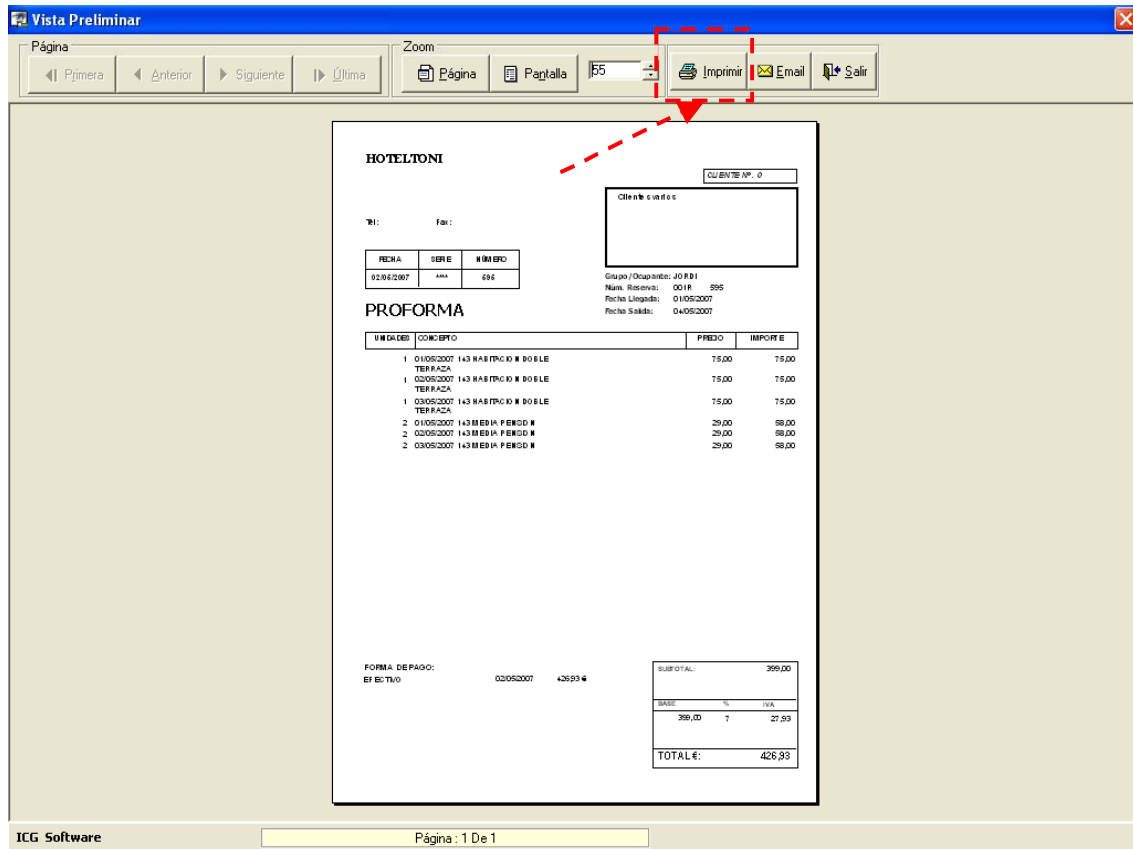 Vista Preliminar
Página
Primera Anterior Siguiente Última
Zoom
Página Pantalla 55
Imprimir Email Salir
HOTELTONI
CLIENTE Nº. 0
Clientes varios
Tel: Fax:
FECHA SERIE NÚMERO
02/05/2007 **** 595
Grupo /Ocupante: JORDI
Núm. Reserva: 001R 595
Fecha Llegada: 01/05/2007
Fecha Salida: 04/05/2007
PROFORMA
UNIDADES CONCEPTO PRECIO IMPORTE
1 01/05/2007 143 HABITACION DOBLE 75,00 75,00
TERRAZA
1 02/05/2007 143 HABITACION DOBLE 75,00 75,00
TERRAZA
1 03/05/2007 143 HABITACION DOBLE 75,00 75,00
TERRAZA
2 01/05/2007 143 MEDIA PENSION 29,00 58,00
2 02/05/2007 143 MEDIA PENSION 29,00 58,00
2 03/05/2007 143 MEDIA PENSION 29,00 58,00
FORMA DE PAGO:
EFECTIVO 02/05/2007 426,93 €
SUBTOTAL: 399,00
BASE % IVA
399,00 7 27,93
TOTAL €: 426,93
ICG Software
Página : 1 De 1